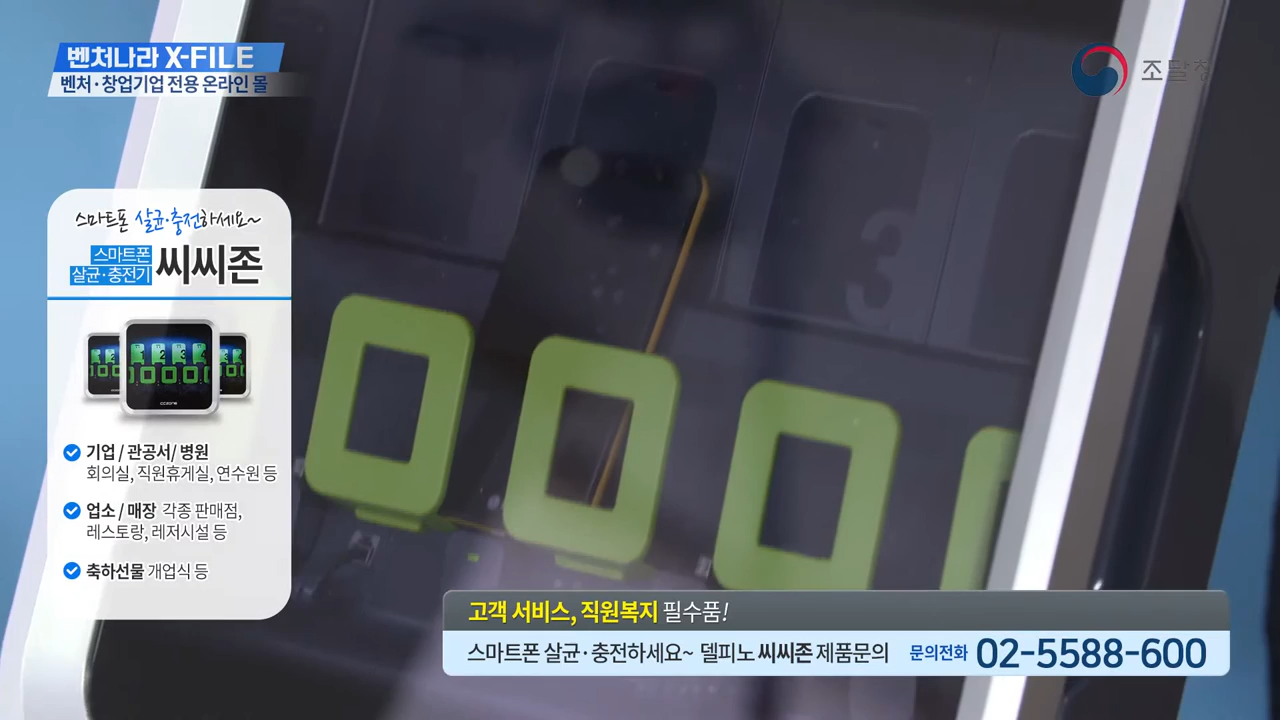 벤처나라 X-FILE
벤처·창업기업 전용 온라인 몰
조달청
스마트폰 살균·충전하세요~
스마트폰
살균·충전기
씨씨존
1 2 3 4
cczone
기업 / 관공서 / 병원
회의실, 직원휴게실, 연수원 등
업소 / 매장 각종 판매점,
레스토랑, 레저시설 등
축하선물 개업식 등
3
고객 서비스, 직원복지 필수품!
스마트폰 살균·충전하세요~ 델피노 씨씨존 제품문의 문의전화 02-5588-600